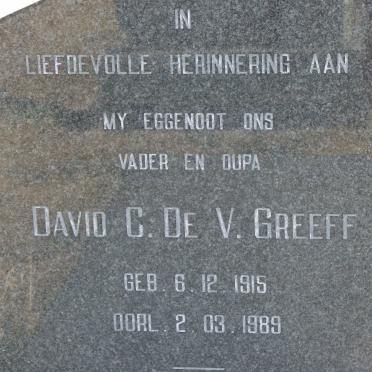 IN
LIEFDEVOLLE HERINNERING AAN
MY EGGENOOT ONS
VADER EN OUPA
DAVID C. DE V. GREEFF
GEB. 6. 12. 1915
OORL. 2. 03. 1989